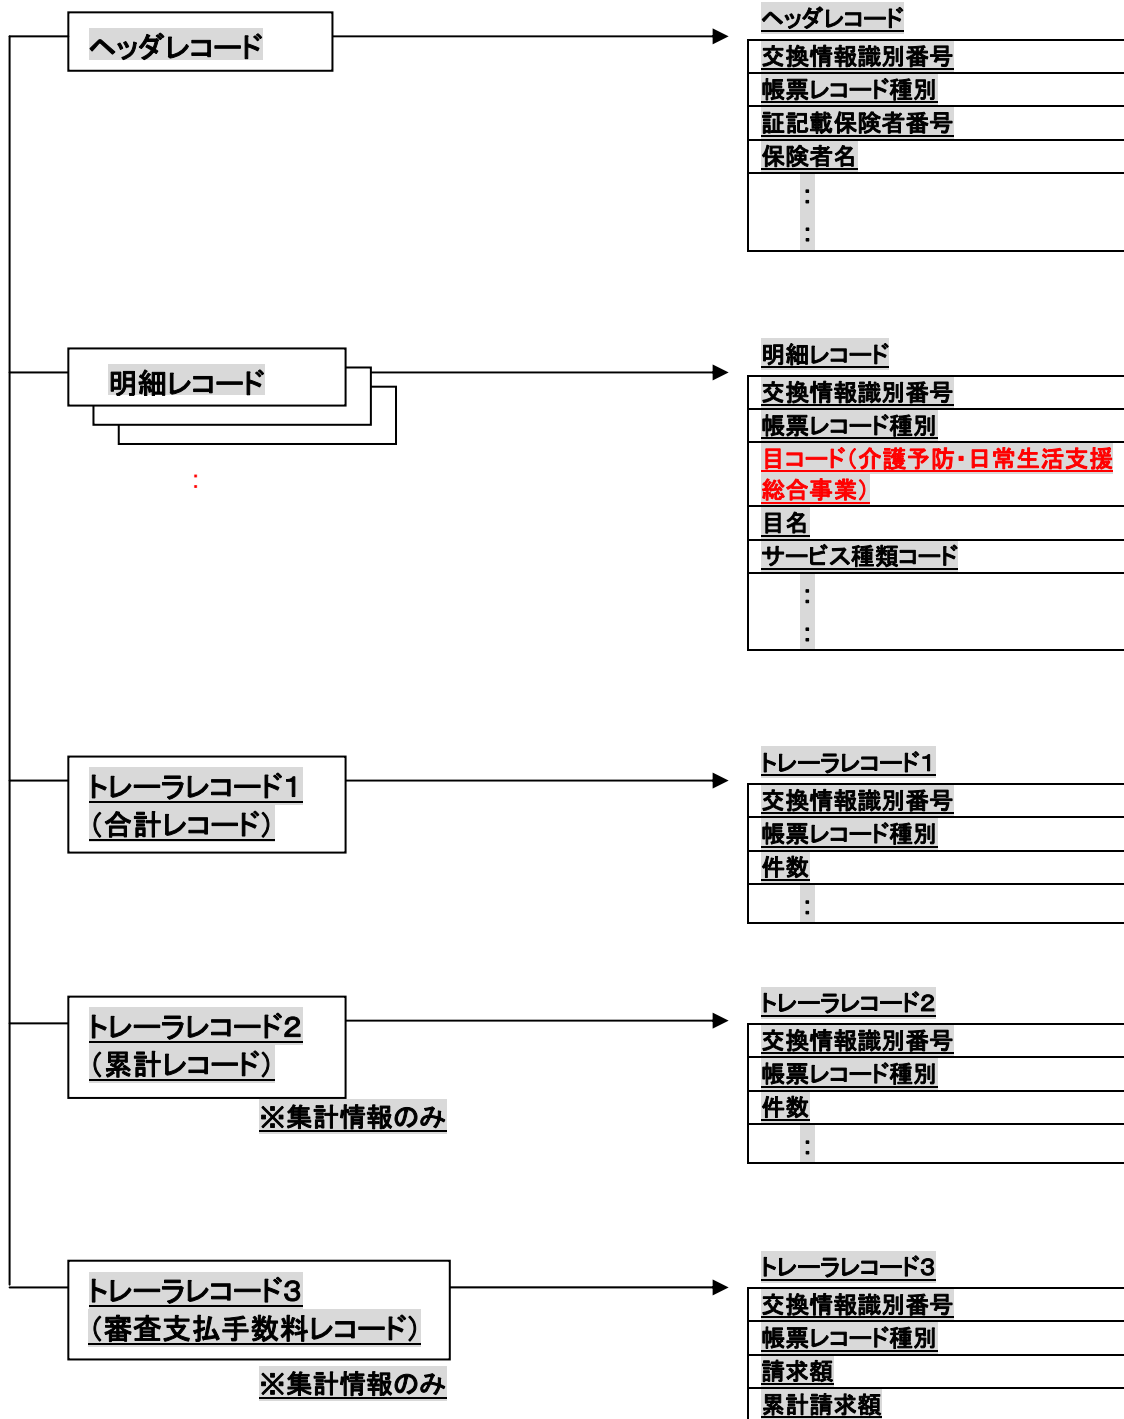 ヘッダレコード
ヘッダレコード
交換情報識別番号
帳票レコード種別
証記載保険者番号
保険者名
：
：
明細レコード
：
明細レコード
交換情報識別番号
帳票レコード種別
目コード（介護予防・日常生活支援
総合事業）
目名
サービス種類コード
：
：
トレーラレコード１
（合計レコード）
トレーラレコード１
交換情報識別番号
帳票レコード種別
件数
：
トレーラレコード２
（累計レコード）
※集計情報のみ
トレーラレコード２
交換情報識別番号
帳票レコード種別
件数
：
トレーラレコード３
（審査支払手数料レコード）
※集計情報のみ
トレーラレコード３
交換情報識別番号
帳票レコード種別
請求額
累計請求額